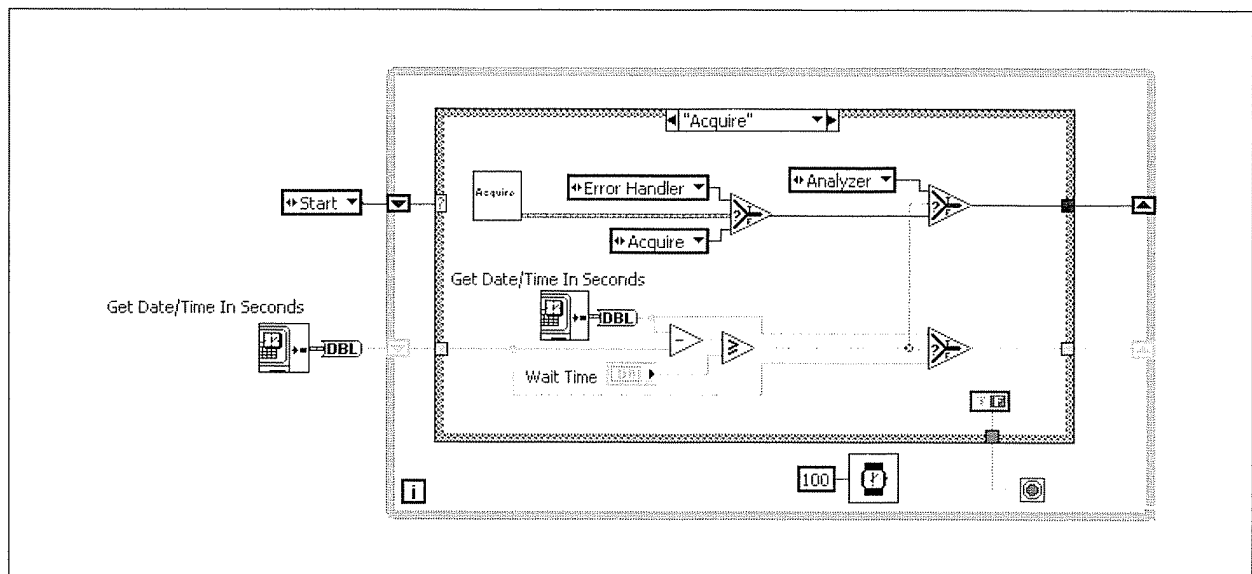 "Acquire"
Acquire
Error Handler
Analyzer
Start
?
?
T
F
?
T
F
Acquire
Get Date/Time In Seconds
DBL
Get Date/Time In Seconds
DBL
-
≥
?
T
F
Wait Time
100
i